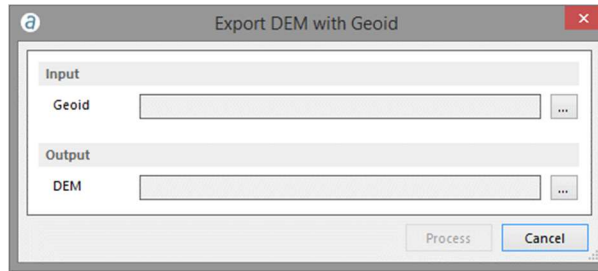 a
Export DEM with Geoid
×
Input
Geoid
...
Output
DEM
...
Process
Cancel